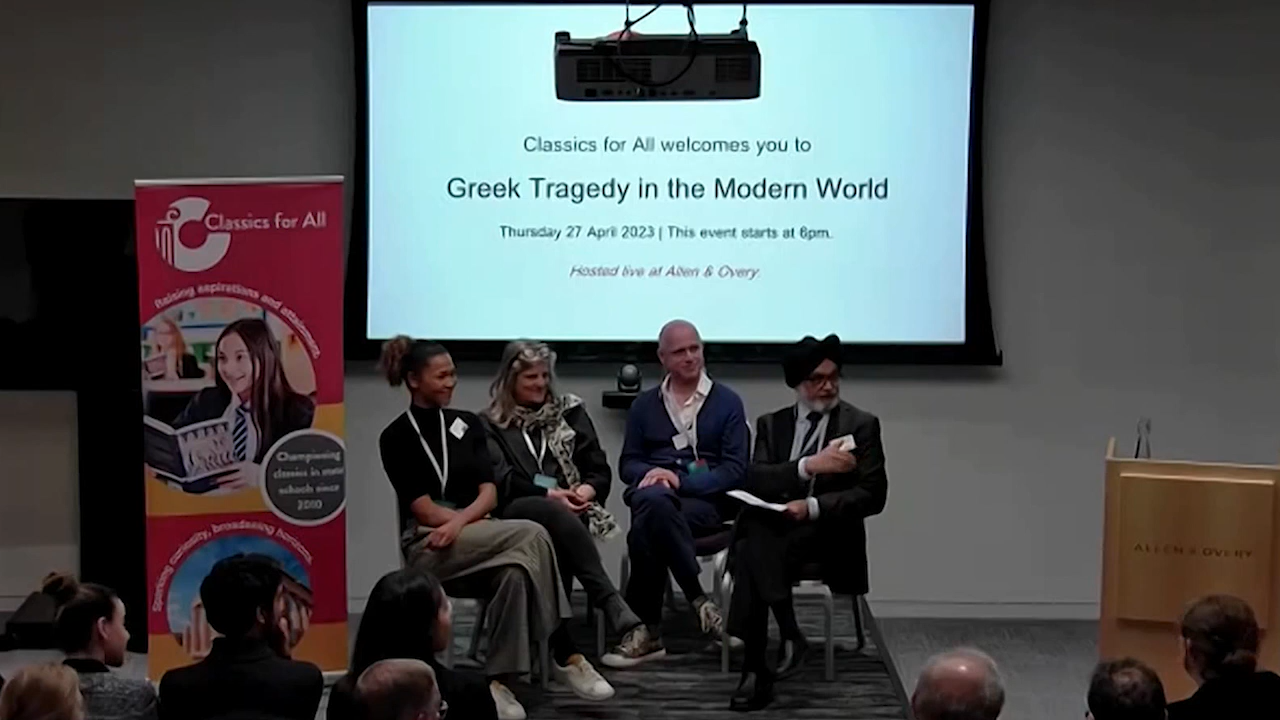 Classics for All welcomes you to
Greek Tragedy in the Modern World
Thursday 27 April 2023 | This event starts at 6pm.
Hosted live at Allen & Overy.
Classics for All
Raising aspirations and attainment
Championing
classics in state
schools since
2010
Sparking curiosity, broadening horizons
ALLEN & OVERY